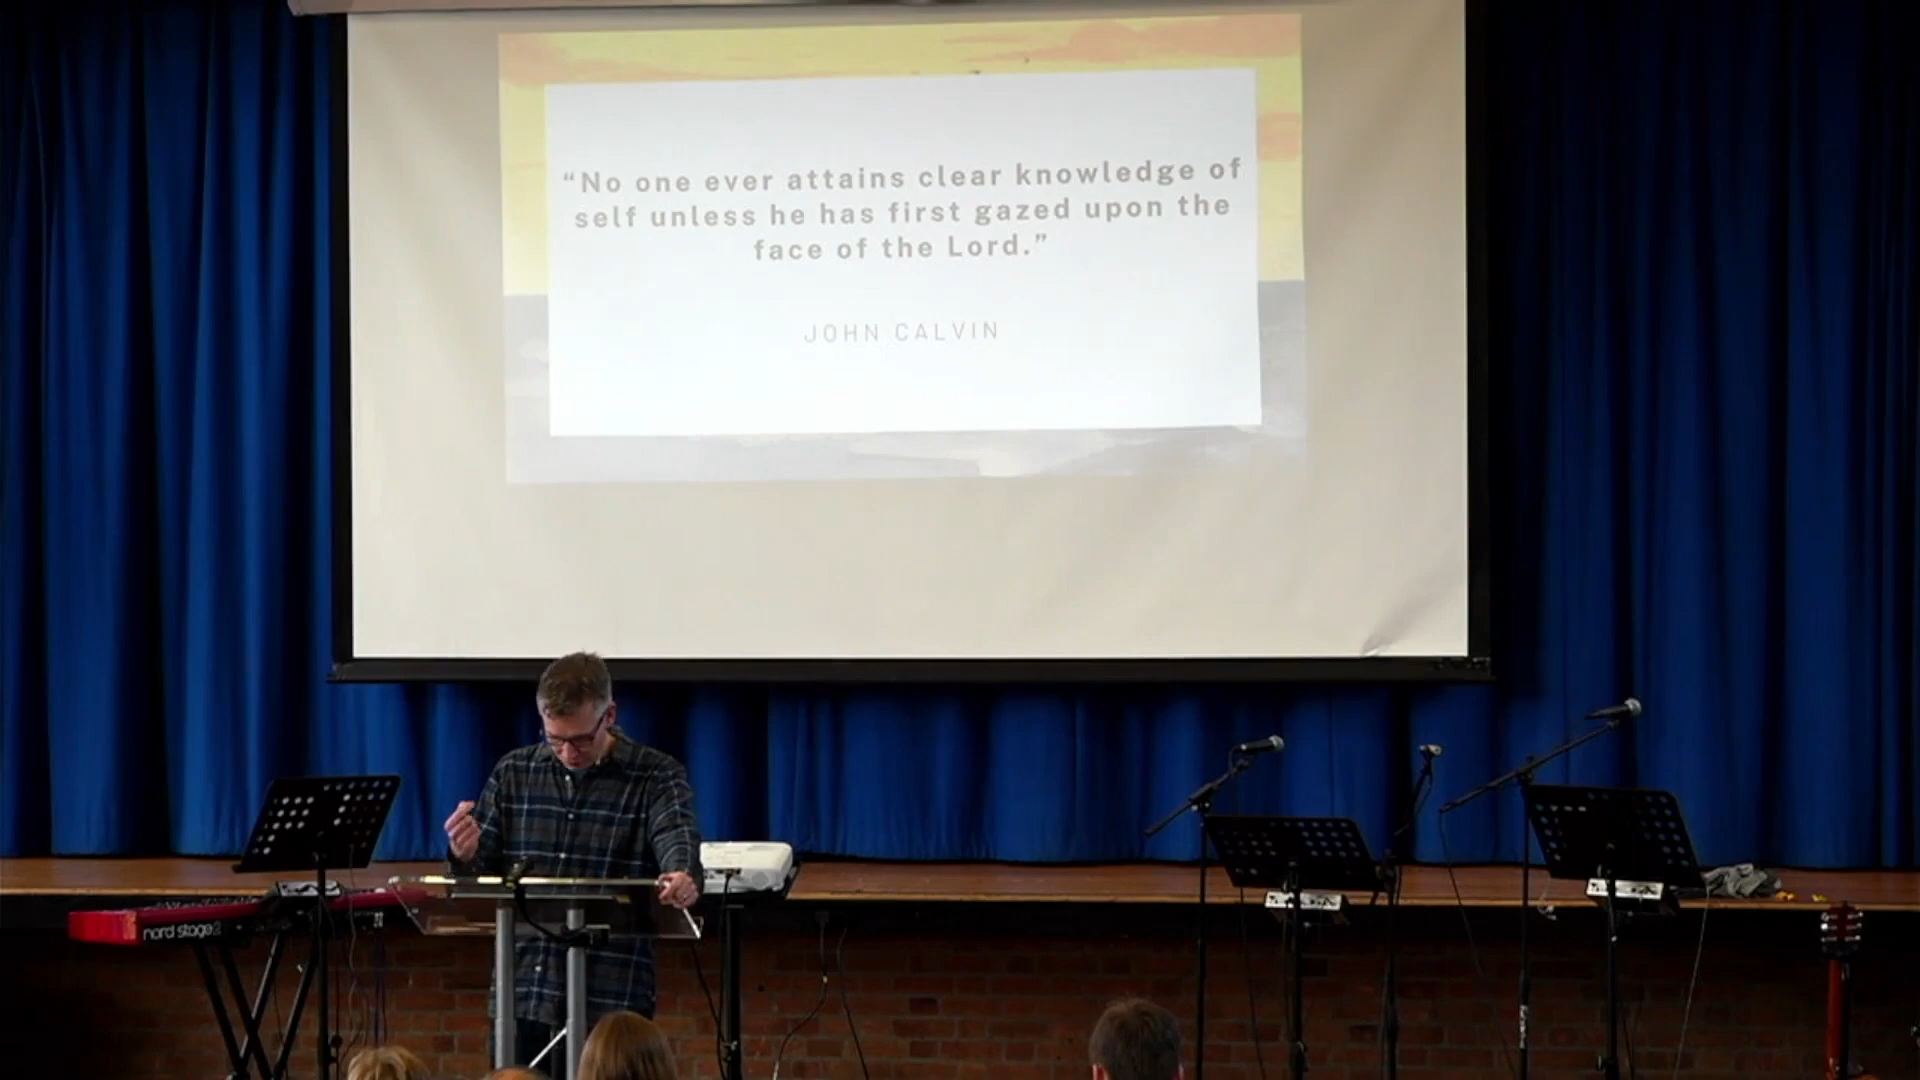 “No one ever attains clear knowledge of
self unless he has first gazed upon the
face of the Lord.”
JOHN CALVIN
nord stage 2